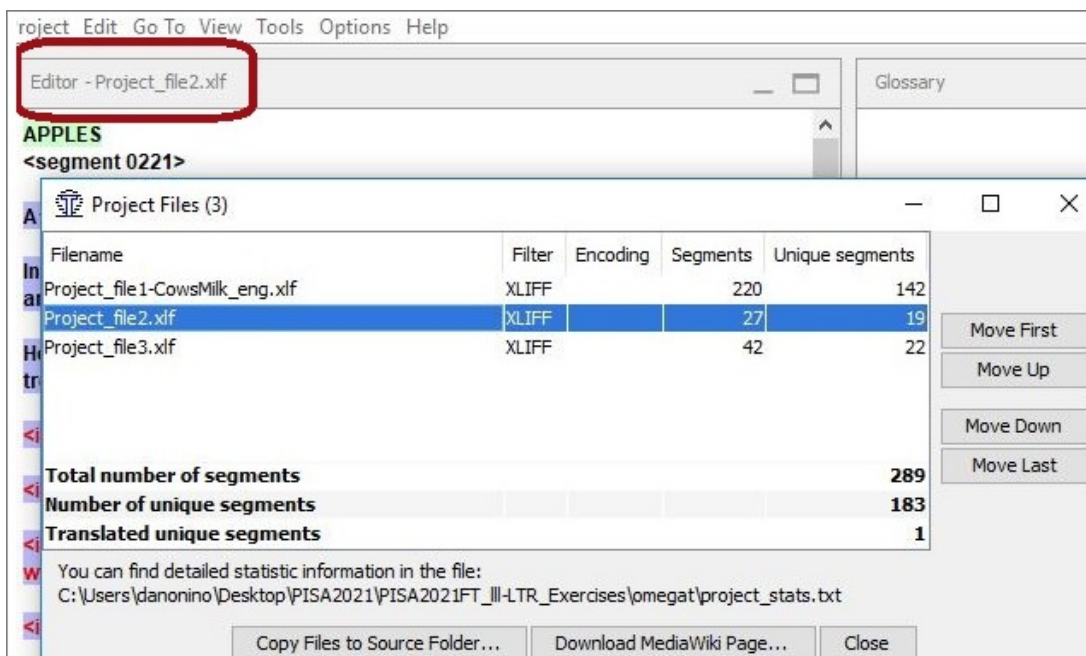 roject Edit Go To View Tools Options Help
Editor - Project_file2.xlf
Glossary
APPLES
<segment 0221>
Project Files (3)
Filename Filter Encoding Segments Unique segments
Project_file1-CowsMilk_eng.xlf XLIFF 220 142
Project_file2.xlf XLIFF 27 19
Project_file3.xlf XLIFF 42 22
Move First
Move Up
Move Down
Move Last
Total number of segments 289
Number of unique segments 183
Translated unique segments 1
You can find detailed statistic information in the file:
C:\Users\danonino\Desktop\PISA2021\PISA2021FT_lll-LTR_Exercises\omegat\project_stats.txt
Copy Files to Source Folder... Download MediaWiki Page... Close